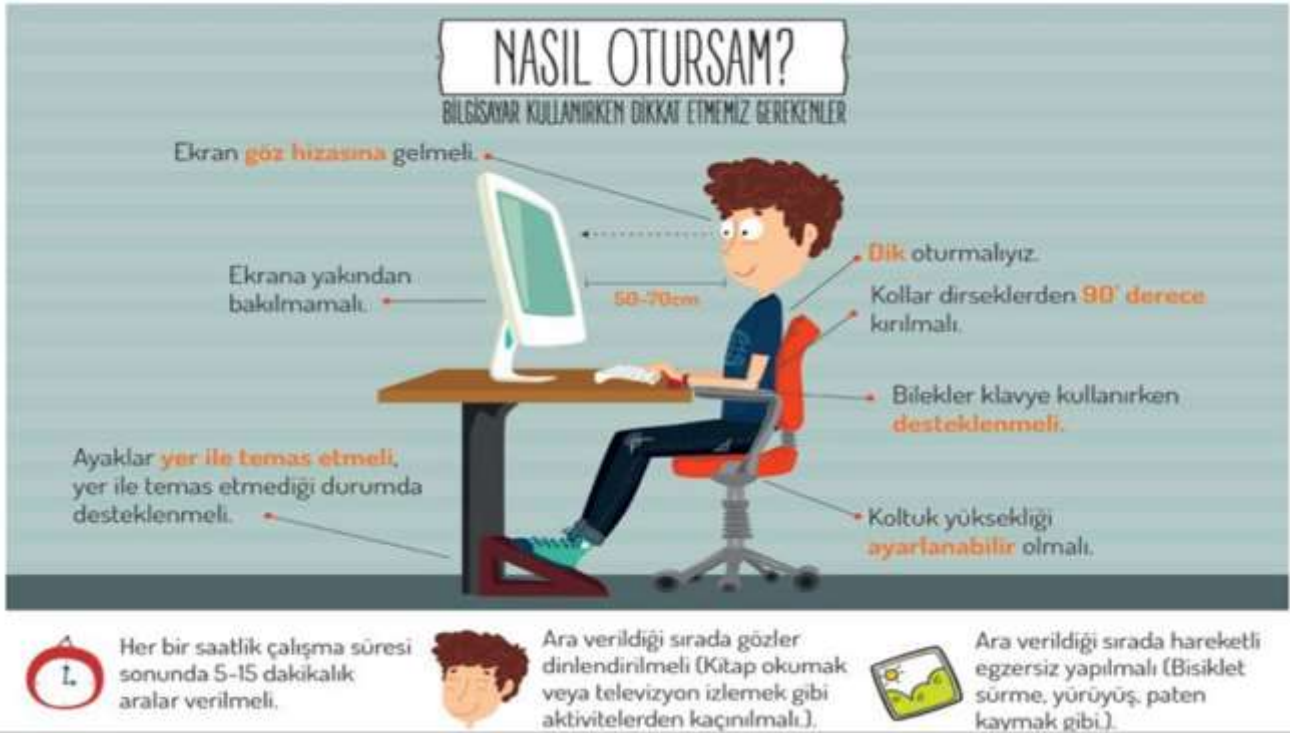 NASIL OTURSAM?
BİLGİSAYAR KULLANIRKEN DİKKAT ETMEMİZ GEREKENLER
Ekran göz hizasına gelmeli.
Ekrana yakından
bakılmamalı.
50-70cm
Dik oturmalıyız.
Kollar dirseklerden 90° derece
kırılmalı.
Bilekler klavye kullanırken
desteklenmeli.
Ayaklar yer ile temas etmeli,
yer ile temas etmediği durumda
desteklenmeli.
Koltuk yüksekliği
ayarlanabilir olmalı.
Her bir saatlik çalışma süresi
sonunda 5-15 dakikalık
aralar verilmeli.
Ara verildiği sırada gözler
dinlendirilmeli (Kitap okumak
veya televizyon izlemek gibi
aktivitelerden kaçınılmalı.).
Ara verildiği sırada hareketli
egzersiz yapılmalı (Bisiklet
sürme, yürüyüş, paten
kaymak gibi.).